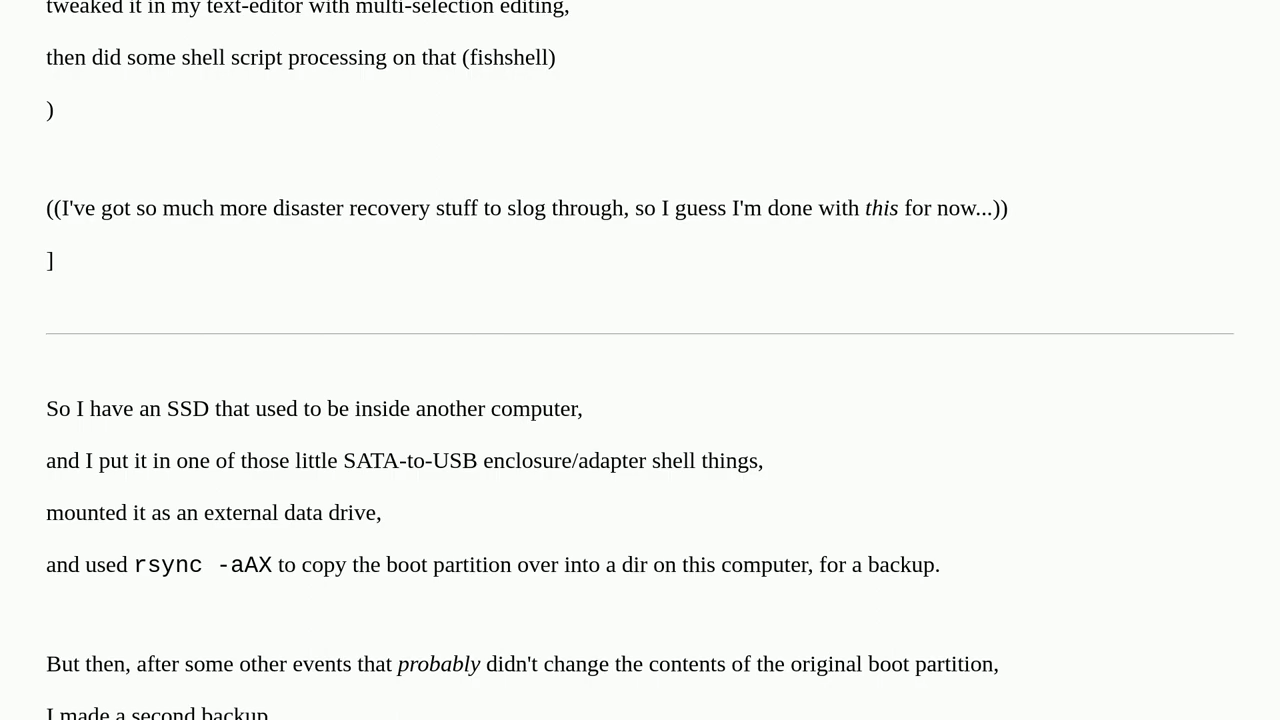 tweaked it in my text-editor with multi-selection editing,
then did some shell script processing on that (fishshell)
)
((I've got so much more disaster recovery stuff to slog through, so I guess I'm done with this for now...))
]
So I have an SSD that used to be inside another computer,
and I put it in one of those little SATA-to-USB enclosure/adapter shell things,
mounted it as an external data drive,
and used rsync -aAX to copy the boot partition over into a dir on this computer, for a backup.
But then, after some other events that probably didn't change the contents of the original boot partition,
I made a second backup